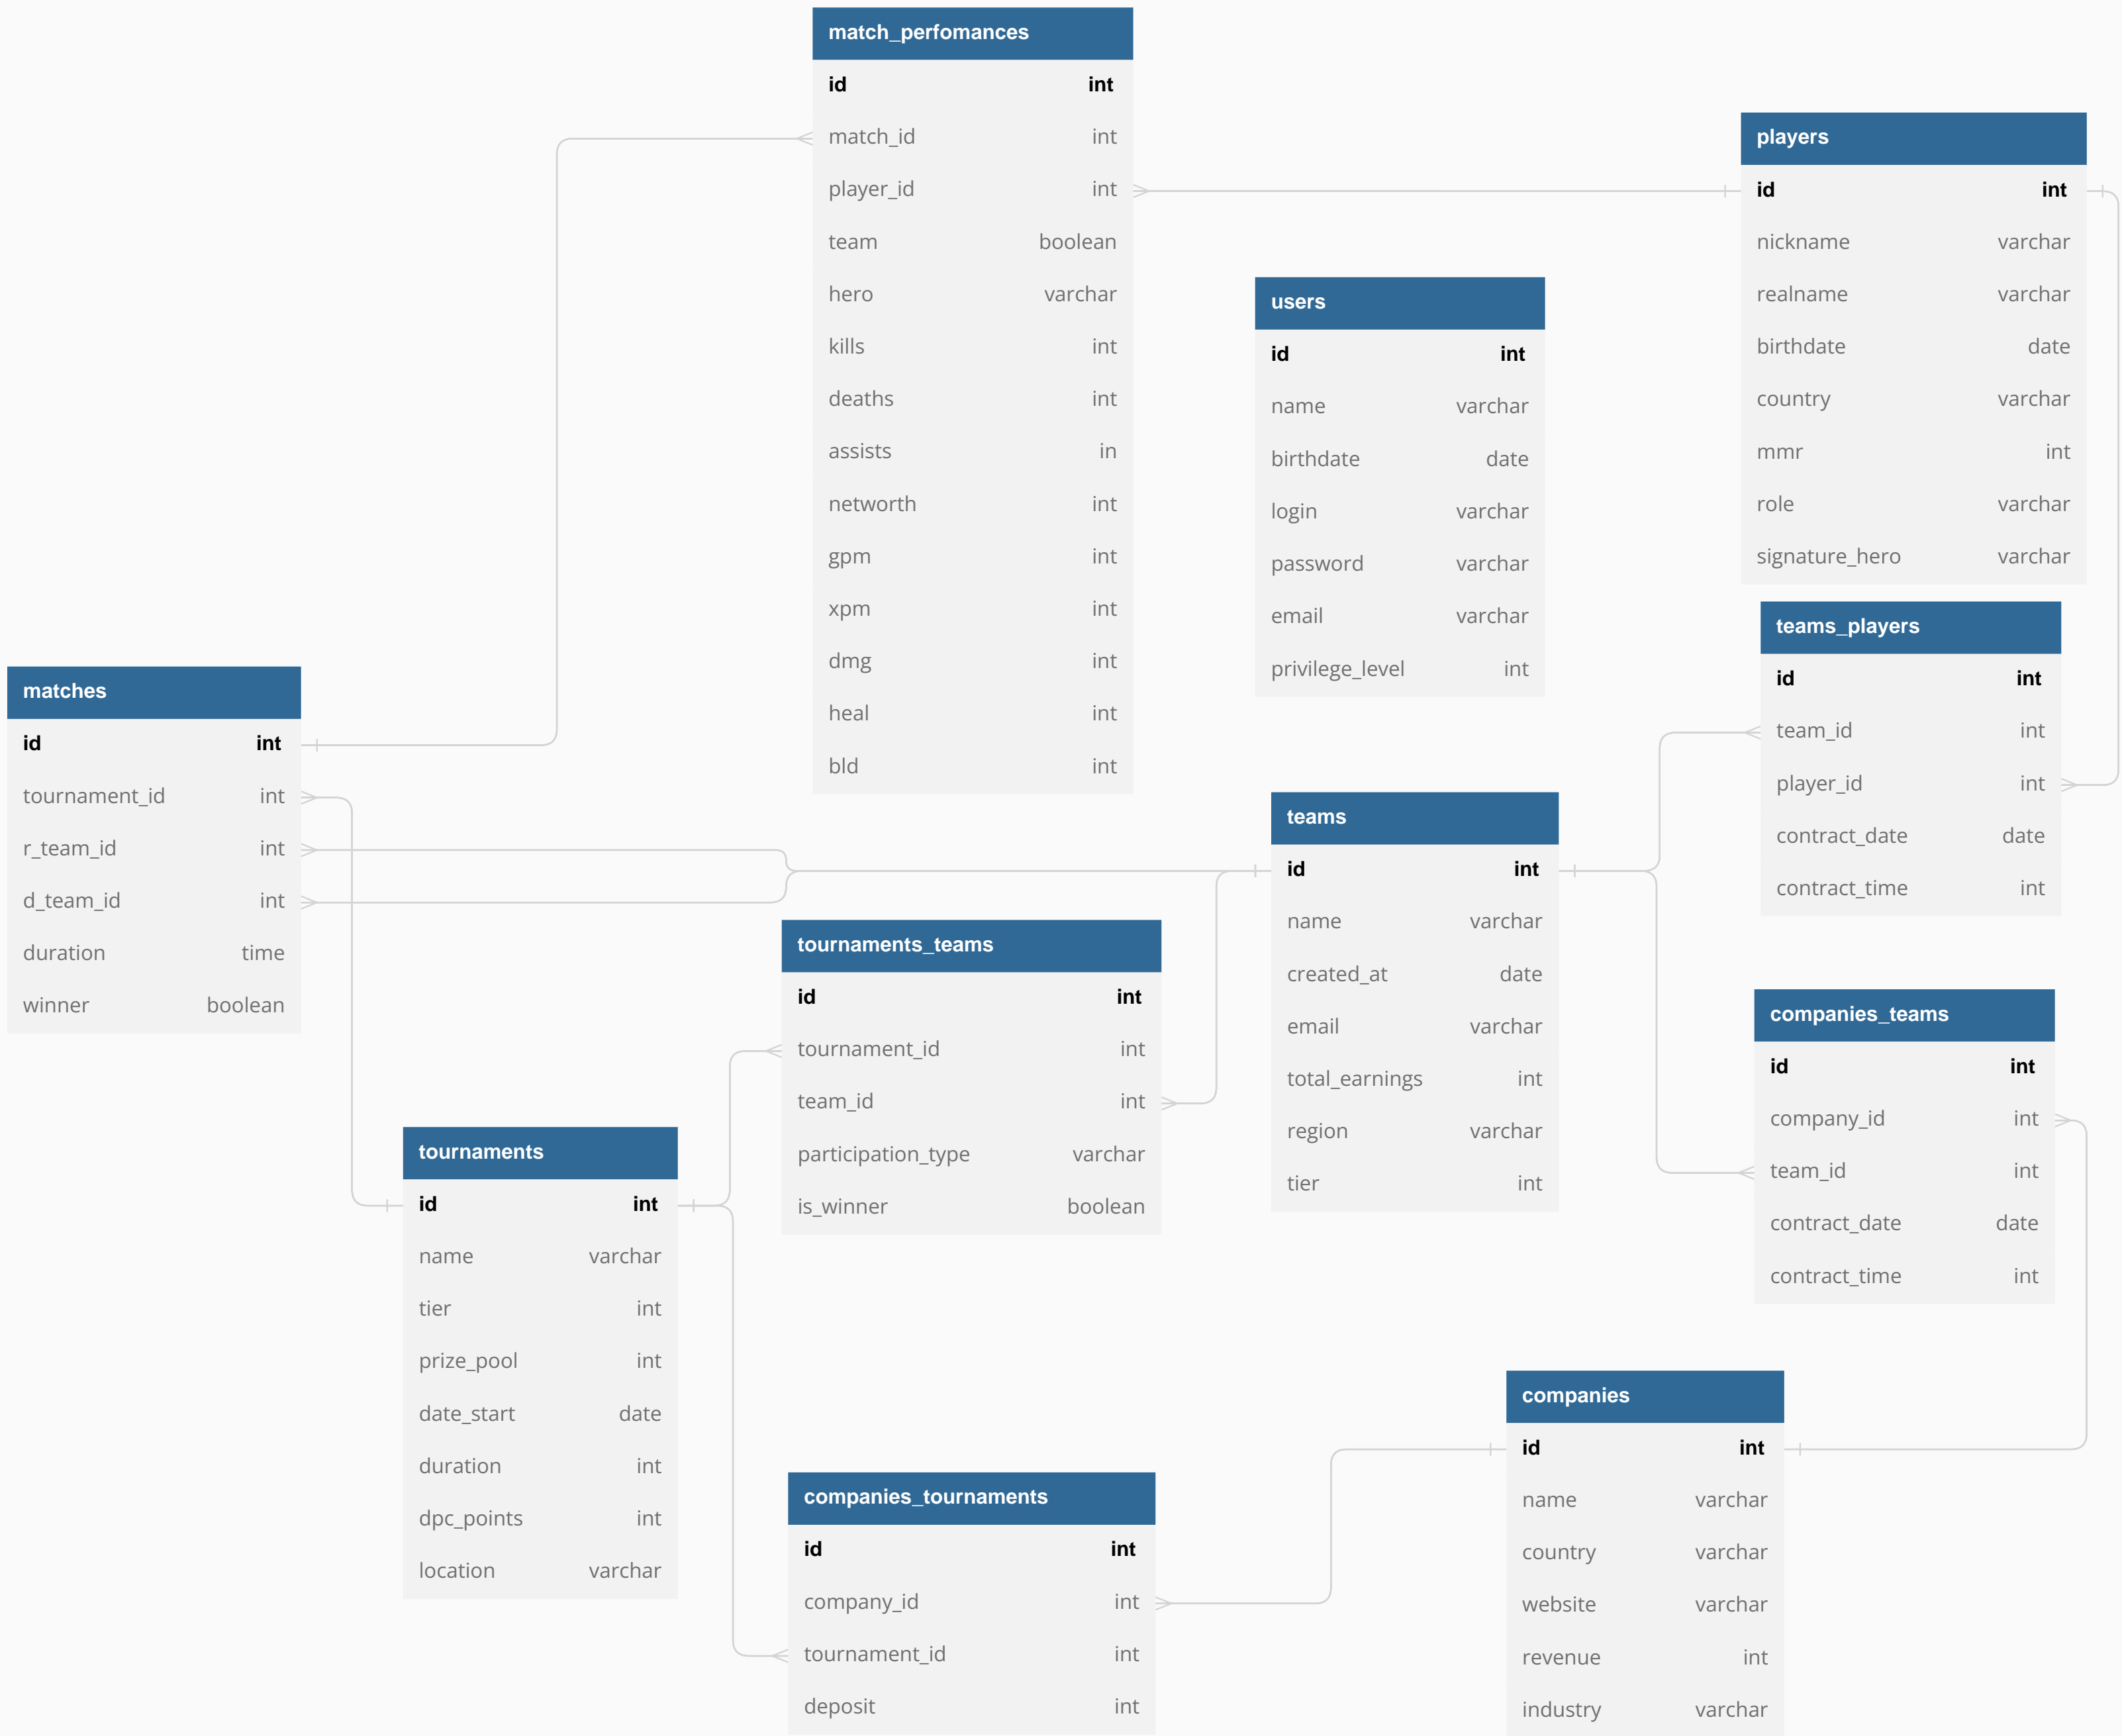 match_perfomances
id int
match_id int
player_id int
team boolean
hero varchar
kills int
deaths int
assists in
networth int
gpm int
xpm int
dmg int
heal int
bld int
players
id int
nickname varchar
realname varchar
birthdate date
country varchar
mmr int
role varchar
signature_hero varchar
users
id int
name varchar
birthdate date
login varchar
password varchar
email varchar
privilege_level int
teams_players
id int
team_id int
player_id int
contract_date date
contract_time int
matches
id int
tournament_id int
r_team_id int
d_team_id int
duration time
winner boolean
teams
id int
name varchar
created_at date
email varchar
total_earnings int
region varchar
tier int
tournaments_teams
id int
tournament_id int
team_id int
participation_type varchar
is_winner boolean
companies_teams
id int
company_id int
team_id int
contract_date date
contract_time int
tournaments
id int
name varchar
tier int
prize_pool int
date_start date
duration int
dpc_points int
location varchar
companies
id int
name varchar
country varchar
website varchar
revenue int
industry varchar
companies_tournaments
id int
company_id int
tournament_id int
deposit int